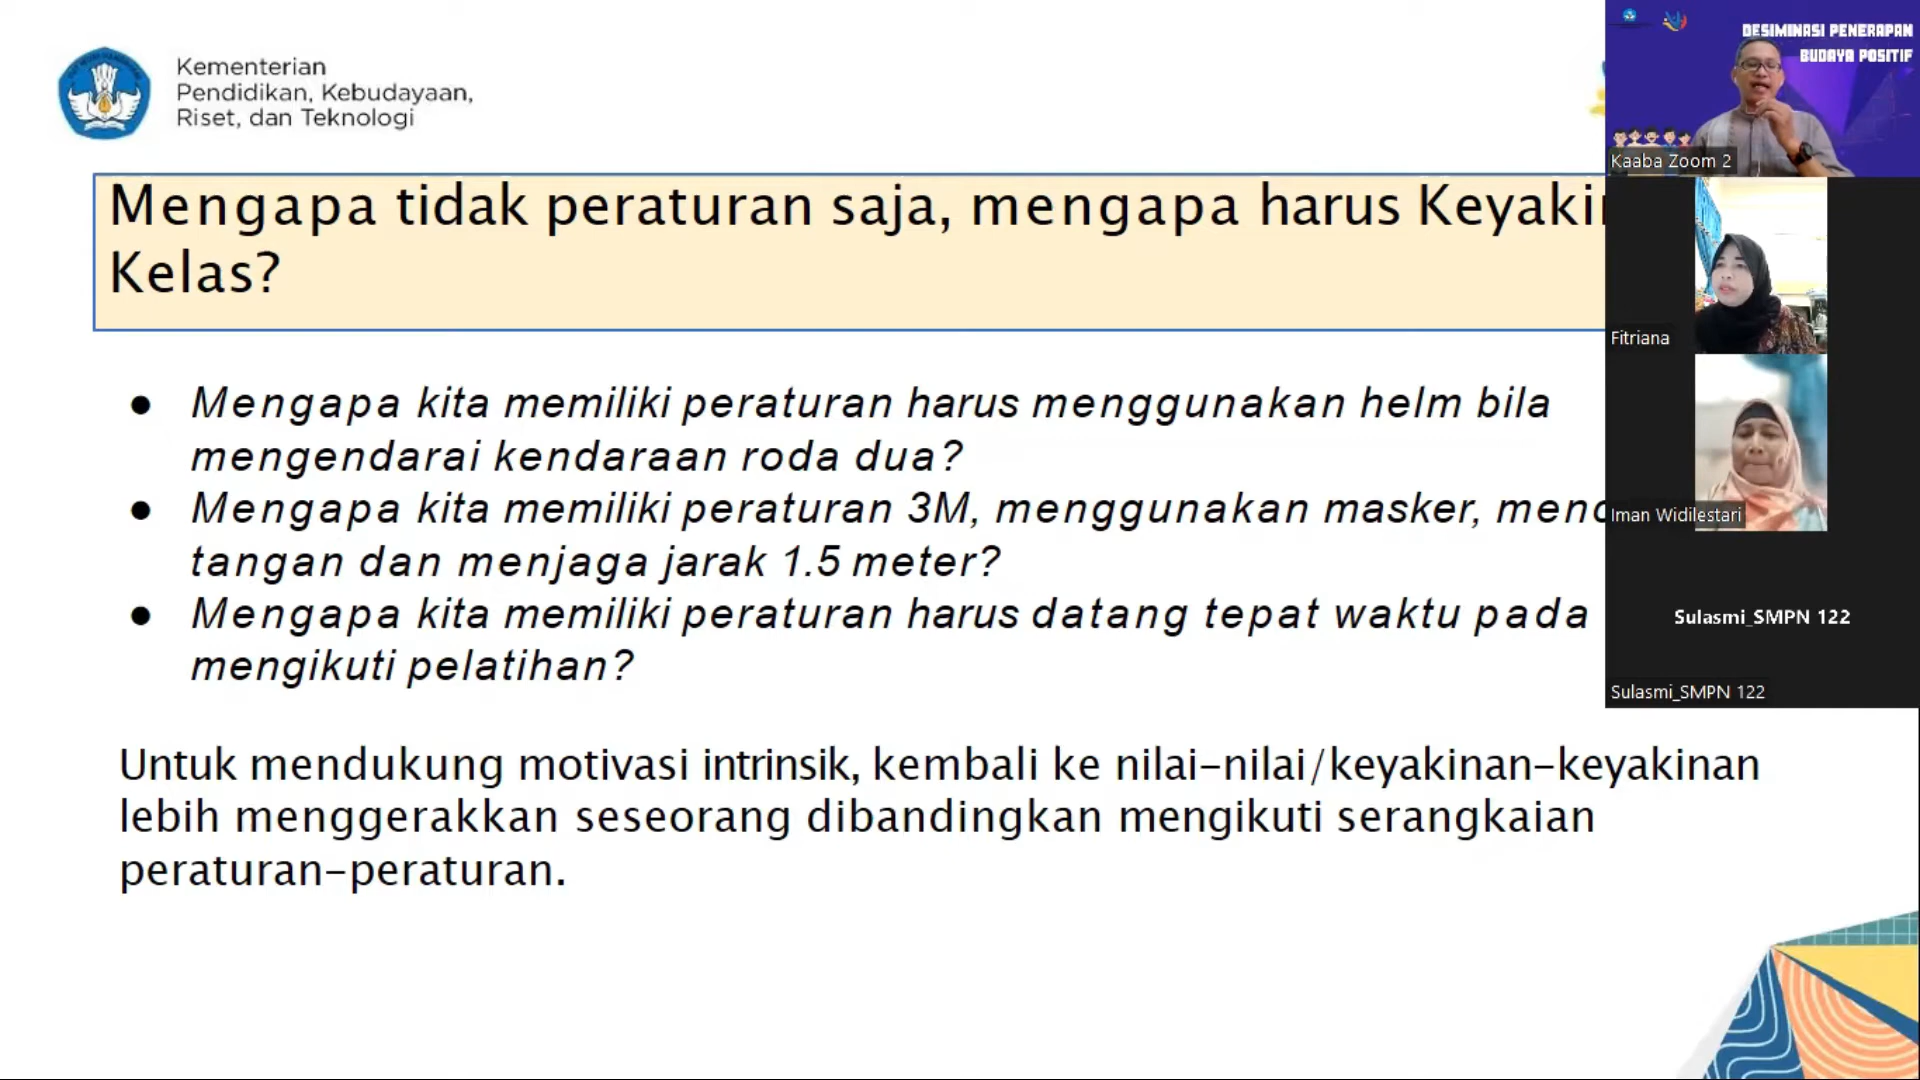 Kementerian
Pendidikan, Kebudayaan,
Riset, dan Teknologi
Mengapa tidak peraturan saja, mengapa harus
Kelas?
● Mengapa kita memiliki peraturan harus menggunakan helm bila
mengendarai kendaraan roda dua?
● Mengapa kita memiliki peraturan 3M, menggunakan masker,
tangan dan menjaga jarak 1.5 meter?
● Mengapa kita memiliki peraturan harus datang tepat waktu pada
mengikuti pelatihan?
Untuk mendukung motivasi intrinsik, kembali ke nilai-nilai/keyakinan-keyakinan
lebih menggerakkan seseorang dibandingkan mengikuti serangkaian
peraturan-peraturan.
DESIMINASI PENERAPAN
BUDAYA POSITIF
Kaaba Zoom 2
Fitriana
Iman Widilestari
Sulasmi_SMPN 122
Sulasmi_SMPN 122